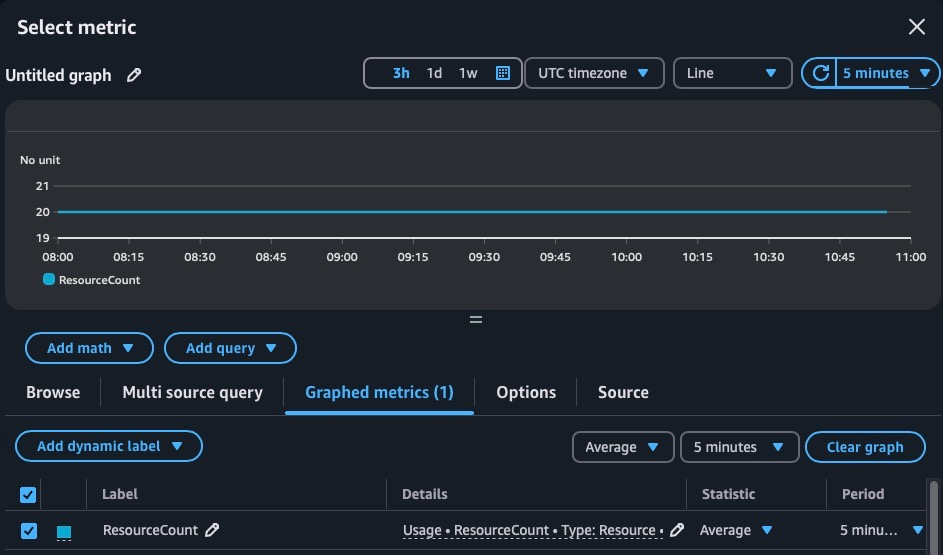 Select metric
Untitled graph
3h 1d 1w UTC timezone Line 5 minutes
No unit
21
20
19
08:00 08:15 08:30 08:45 09:00 09:15 09:30 09:45 10:00 10:15 10:30 10:45 11:00
ResourceCount
Add math Add query
Browse Multi source query Graphed metrics (1) Options Source
Add dynamic label Average 5 minutes Clear graph
Label Details Statistic Period
ResourceCount Usage • ResourceCount • Type: Resource • Average 5 minu...